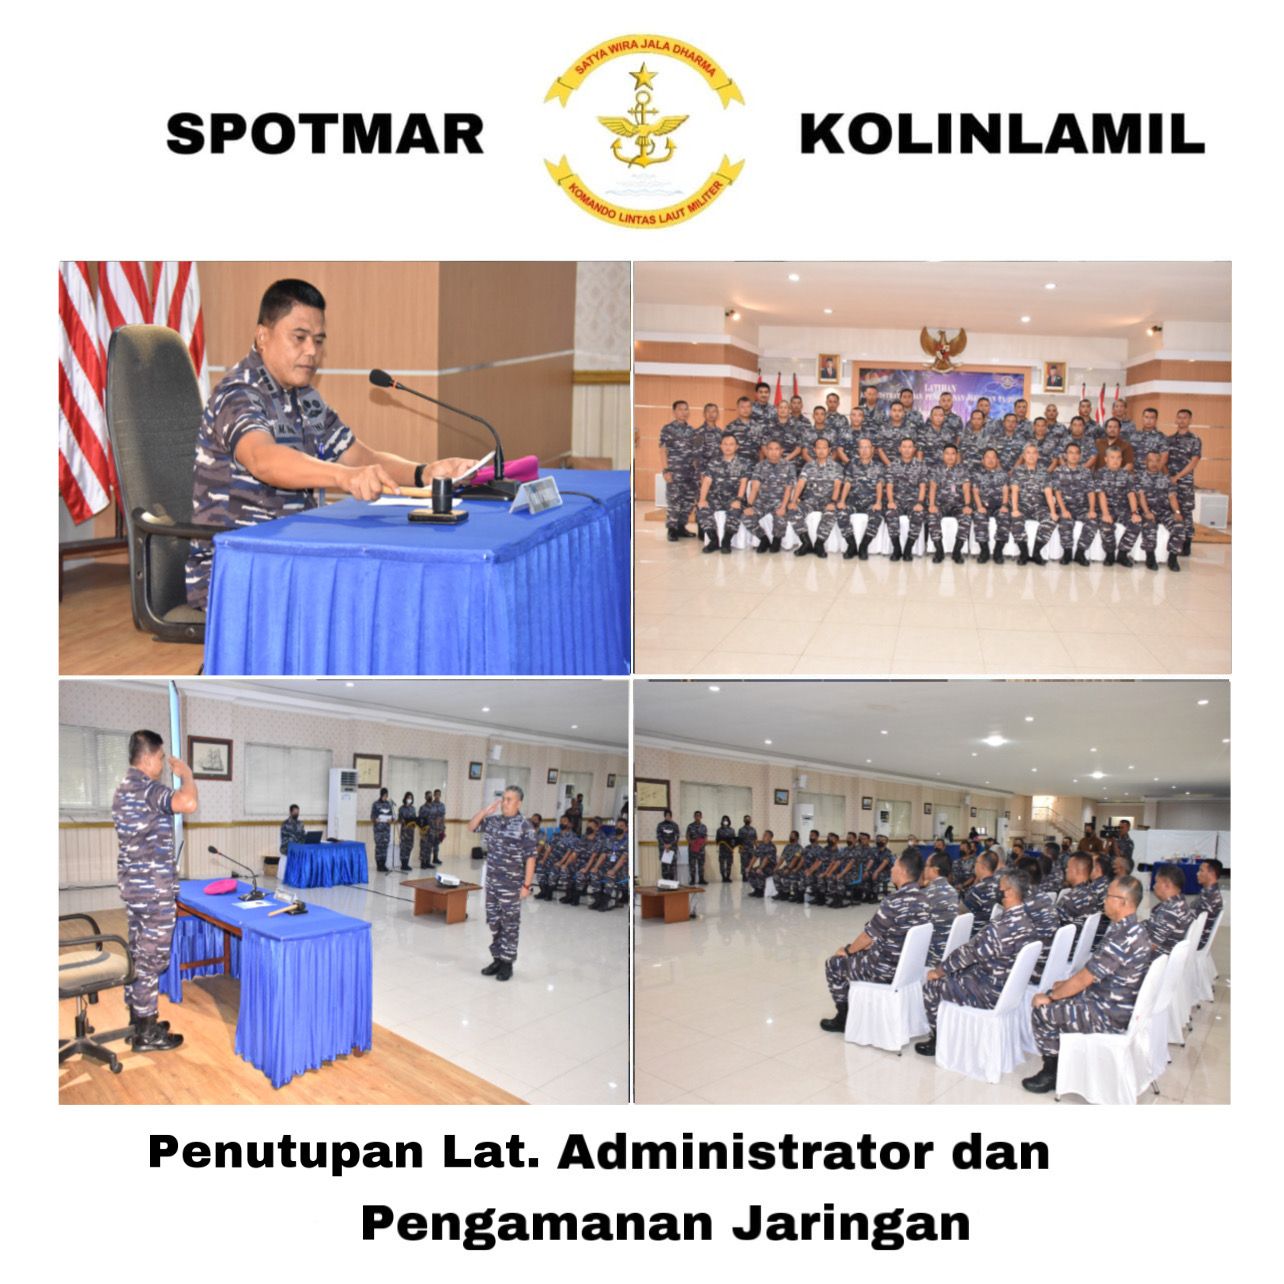 SATYA WIRA JALA DHARMA
SPOTMAR
KOLINLAMIL
KOMANDO LINTAS LAUT MILITER
LATIHAN
Penutupan Lat. Administrator dan
Pengamanan Jaringan